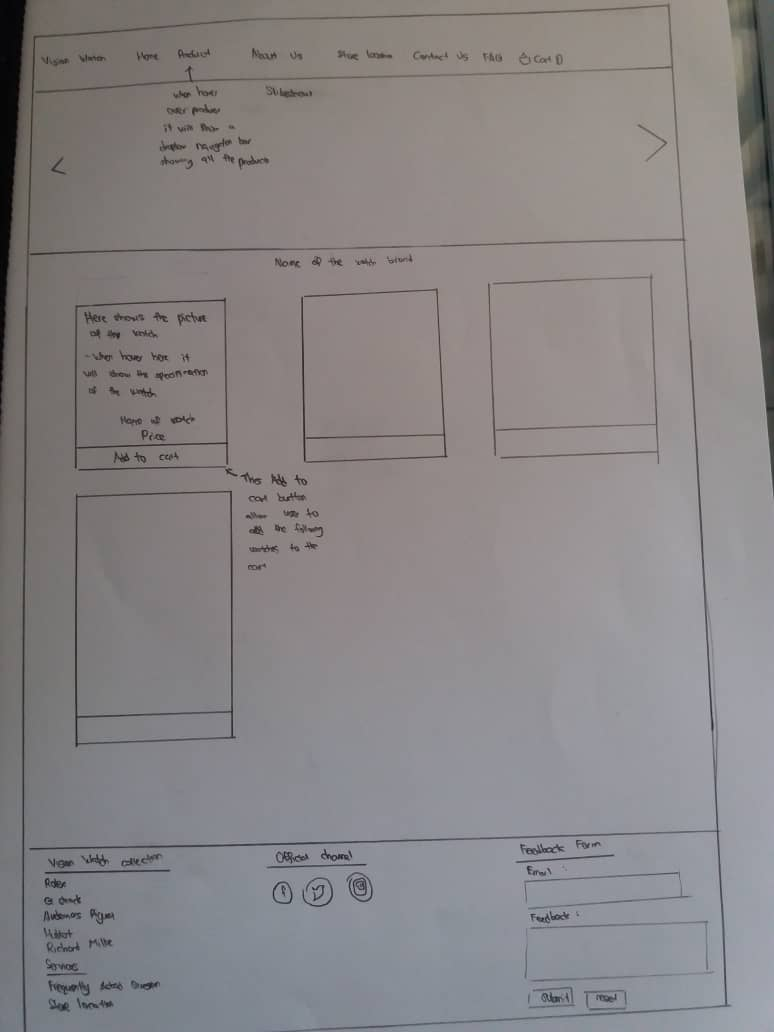 Vision Watch Home Product About Us Store location Contact Us FAQ Cart 0
when hover
over product
it will show a
dropdown navigation bar
showing all the products
Slideshow
<
>
Name of the watch brand
Here shows the picture
of the watch
- when hover here it
will show the specification
of the watch
Name of watch
Price
Add to cart
This Add to
cart button
allow user to
add the following
watches to the
cart
Vision Watch collection
Rolex
G shock
Audemars Piguet
Hublot
Richard Mille
Services
Frequently Asked Question
Store location
Official channel
f
Feedback Form
Email :
Feedback :
Submit reset